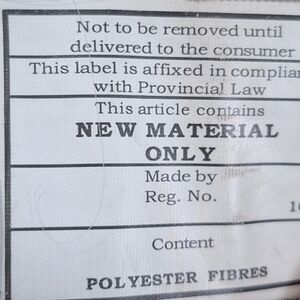 Not to be removed until
delivered to the consumer
This label is affixed in
with Provincial Law
This article contains
NEW MATERIAL
ONLY
Made by
Reg. No.
Content
POLYESTER FIBRES